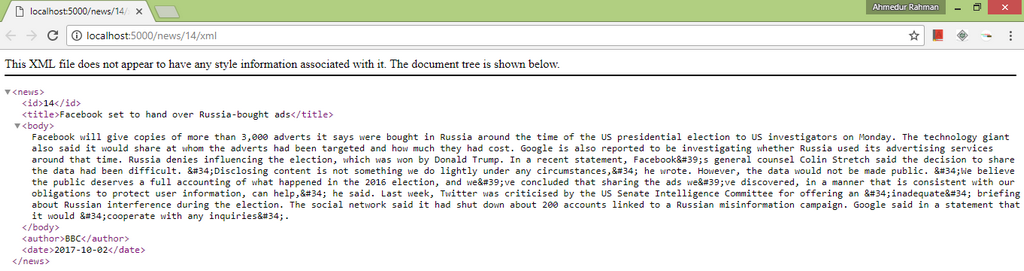 Ahmedur Rahman
localhost:5000/news/14/
localhost:5000/news/14/xml
This XML file does not appear to have any style information associated with it. The document tree is shown below.
<news>
<id>14</id>
<title>Facebook set to hand over Russia-bought ads</title>
<body>
Facebook will give copies of more than 3,000 adverts it says were bought in Russia around the time of the US presidential election to US investigators on Monday. The technology giant
also said it would share at whom the adverts had been targeted and how much they had cost. Google is also reported to be investigating whether Russia used its advertising services
around that time. Russia denies influencing the election, which was won by Donald Trump. In a recent statement, Facebook&#39;s general counsel Colin Stretch said the decision to share
the data had been difficult. &#34;Disclosing content is not something we do lightly under any circumstances,&#34; he wrote. However, the data would not be made public. &#34;We believe
the public deserves a full accounting of what happened in the 2016 election, and we&#39;ve concluded that sharing the ads we&#39;ve discovered, in a manner that is consistent with our
obligations to protect user information, can help,&#34; he said. Last week, Twitter was criticised by the US Senate Intelligence Committee for offering an &#34;inadequate&#34; briefing
about Russian interference during the election. The social network said it had shut down about 200 accounts linked to a Russian misinformation campaign. Google said in a statement that
it would &#34;cooperate with any inquiries&#34;.
</body>
<author>BBC</author>
<date>2017-10-02</date>
</news>